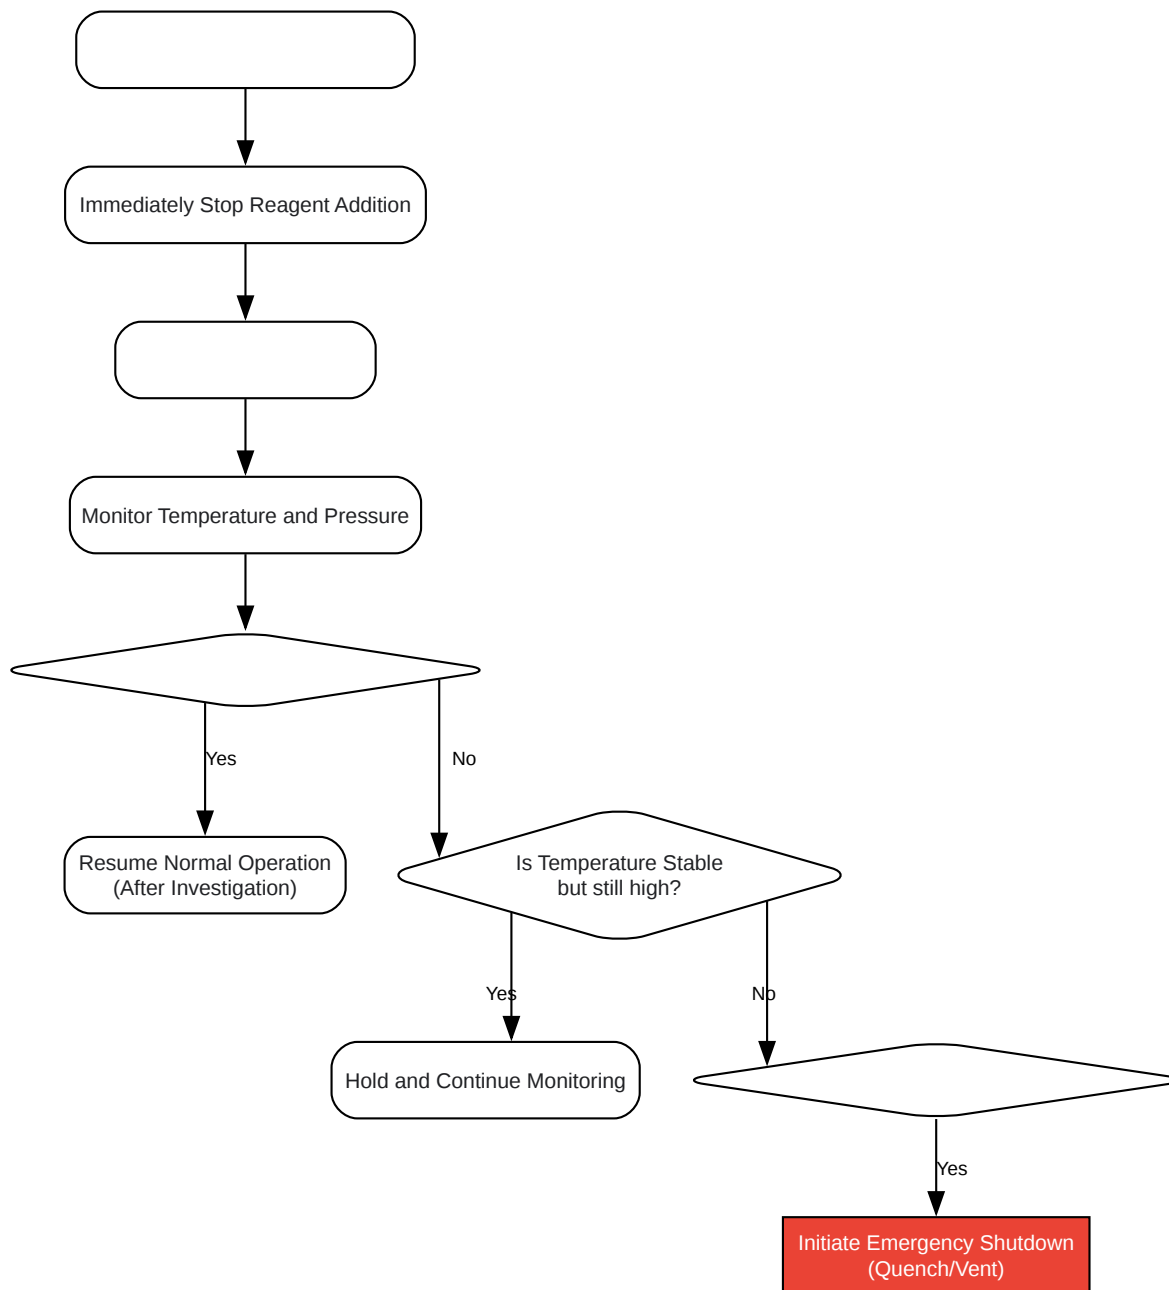 Immediately Stop Reagent Addition
Monitor Temperature and Pressure
Yes
No
Resume Normal Operation
(After Investigation)
Is Temperature Stable
but still high?
Yes
No
Hold and Continue Monitoring
Yes
Initiate Emergency Shutdown
(Quench/Vent)